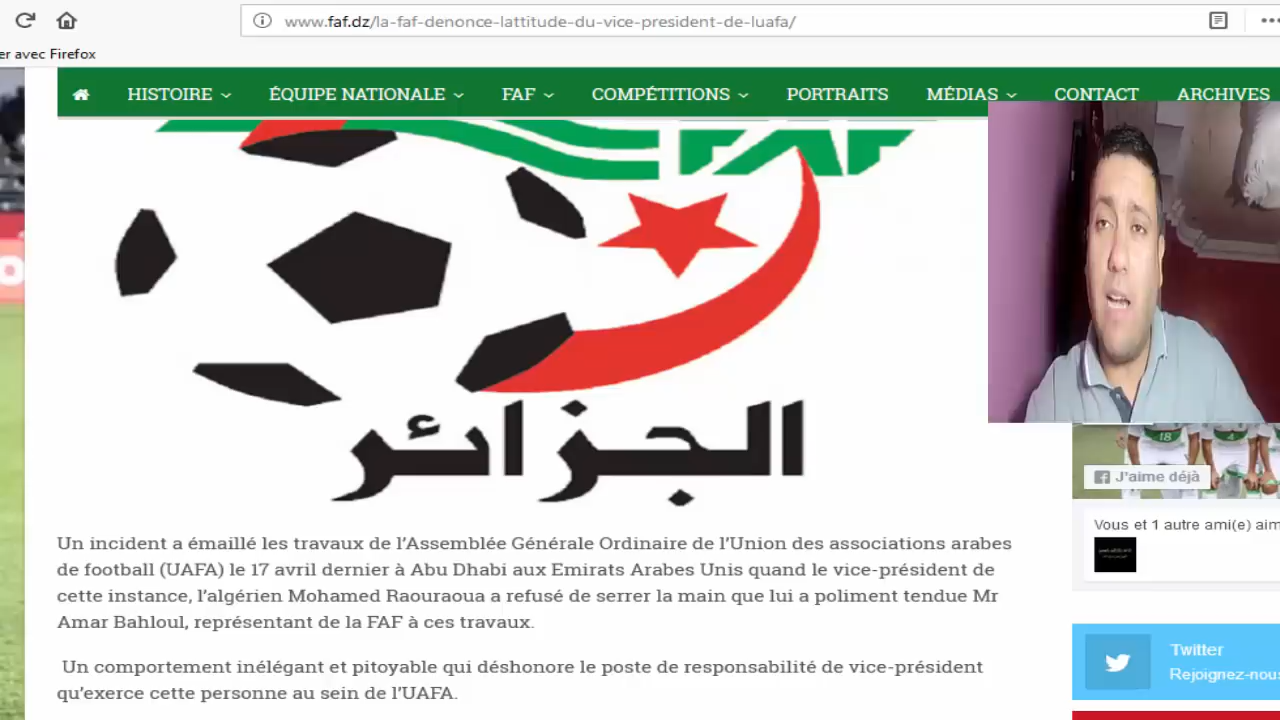 www.faf.dz/la-faf-denonce-lattitude-du-vice-president-de-luafa/
er avec Firefox
HISTOIRE ÉQUIPE NATIONALE FAF COMPÉTITIONS PORTRAITS MÉDIAS CONTACT ARCHIVES
FAF
الجزائر
18 4
J'aime déjà
Vous et 1 autre ami(e) aim
Un incident a émaillé les travaux de l’Assemblée Générale Ordinaire de l’Union des associations arabes
de football (UAFA) le 17 avril dernier à Abu Dhabi aux Emirats Arabes Unis quand le vice-président de
cette instance, l’algérien Mohamed Raouraoua a refusé de serrer la main que lui a poliment tendue Mr
Amar Bahloul, représentant de la FAF à ces travaux.
Un comportement inélégant et pitoyable qui déshonore le poste de responsabilité de vice-président
qu’exerce cette personne au sein de l’UAFA.
Twitter
Rejoignez-nous